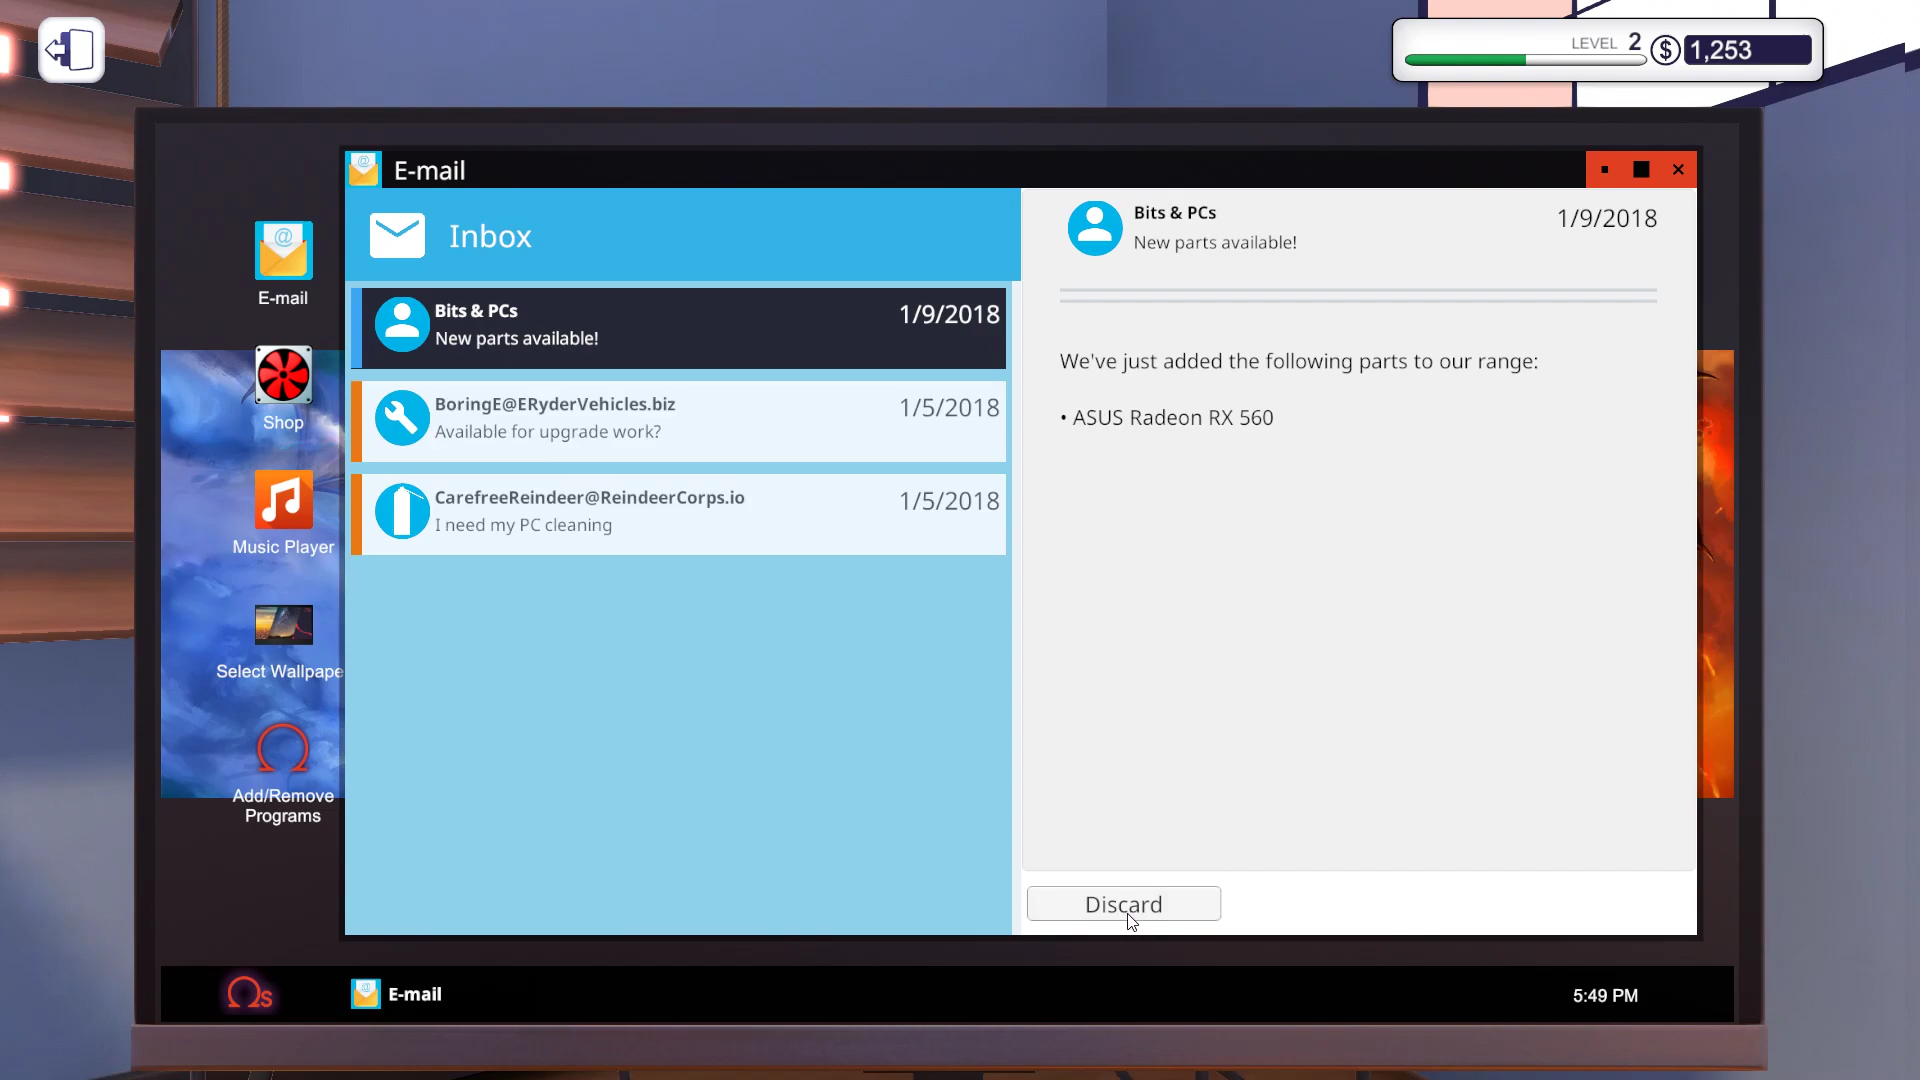 LEVEL 2 $ 1,253
E-mail
Inbox
Bits & PCs
New parts available!
1/9/2018
BoringE@ERyderVehicles.biz
Available for upgrade work?
1/5/2018
CarefreeReindeer@ReindeerCorps.io
I need my PC cleaning
1/5/2018
Bits & PCs
New parts available!
1/9/2018
We've just added the following parts to our range:
• ASUS Radeon RX 560
Discard
E-mail
Shop
Music Player
Select Wallpape
Add/Remove
Programs
Ωs
E-mail
5:49 PM